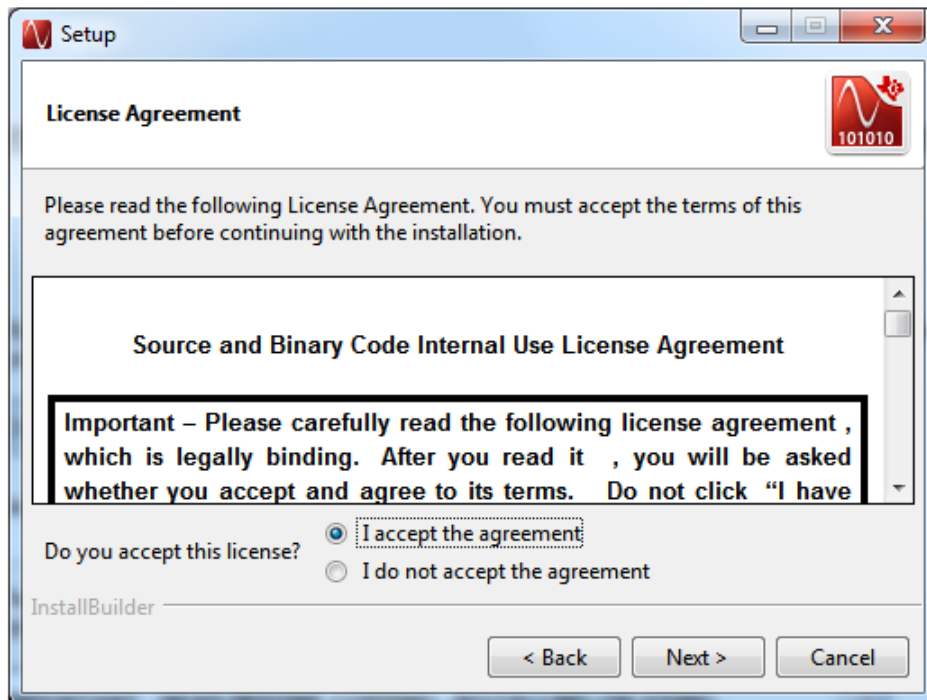 Setup
License Agreement
101010
Please read the following License Agreement. You must accept the terms of this
agreement before continuing with the installation.
Source and Binary Code Internal Use License Agreement
Important – Please carefully read the following license agreement ,
which is legally binding.  After you read it  , you will be asked
whether you accept and agree to its terms.   Do not click “I have
Do you accept this license?
I accept the agreement
I do not accept the agreement
InstallBuilder
< Back
Next >
Cancel